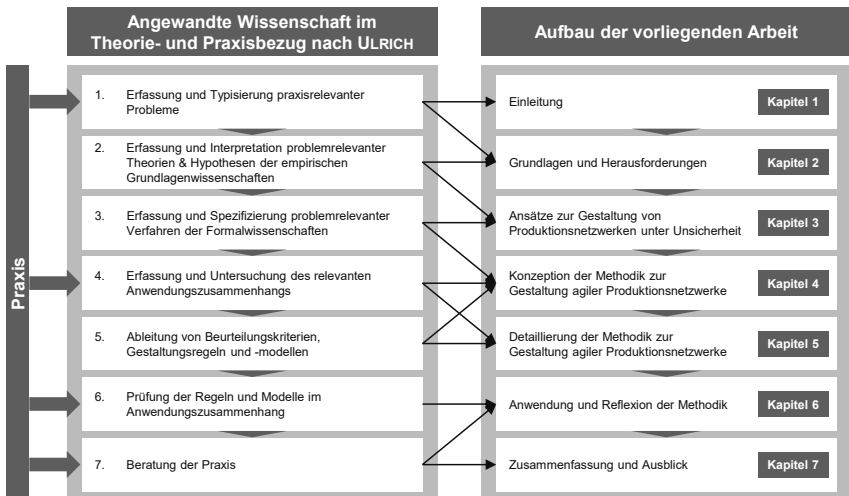 Angewandte Wissenschaft im
Theorie- und Praxisbezug nach ULRICH
Aufbau der vorliegenden Arbeit
Praxis
1. Erfassung und Typisierung praxisrelevanter
Probleme
Einleitung
Kapitel 1
2. Erfassung und Interpretation problemrelevanter
Theorien & Hypothesen der empirischen
Grundlagenwissenschaften
Grundlagen und Herausforderungen
Kapitel 2
3. Erfassung und Spezifizierung problemrelevanter
Verfahren der Formalwissenschaften
Ansätze zur Gestaltung von
Produktionsnetzwerken unter Unsicherheit
Kapitel 3
4. Erfassung und Untersuchung des relevanten
Anwendungszusammenhangs
Konzeption der Methodik zur
Gestaltung agiler Produktionsnetzwerke
Kapitel 4
5. Ableitung von Beurteilungskriterien,
Gestaltungsregeln und -modellen
Detaillierung der Methodik zur
Gestaltung agiler Produktionsnetzwerke
Kapitel 5
6. Prüfung der Regeln und Modelle im
Anwendungszusammenhang
Anwendung und Reflexion der Methodik
Kapitel 6
7. Beratung der Praxis
Zusammenfassung und Ausblick
Kapitel 7